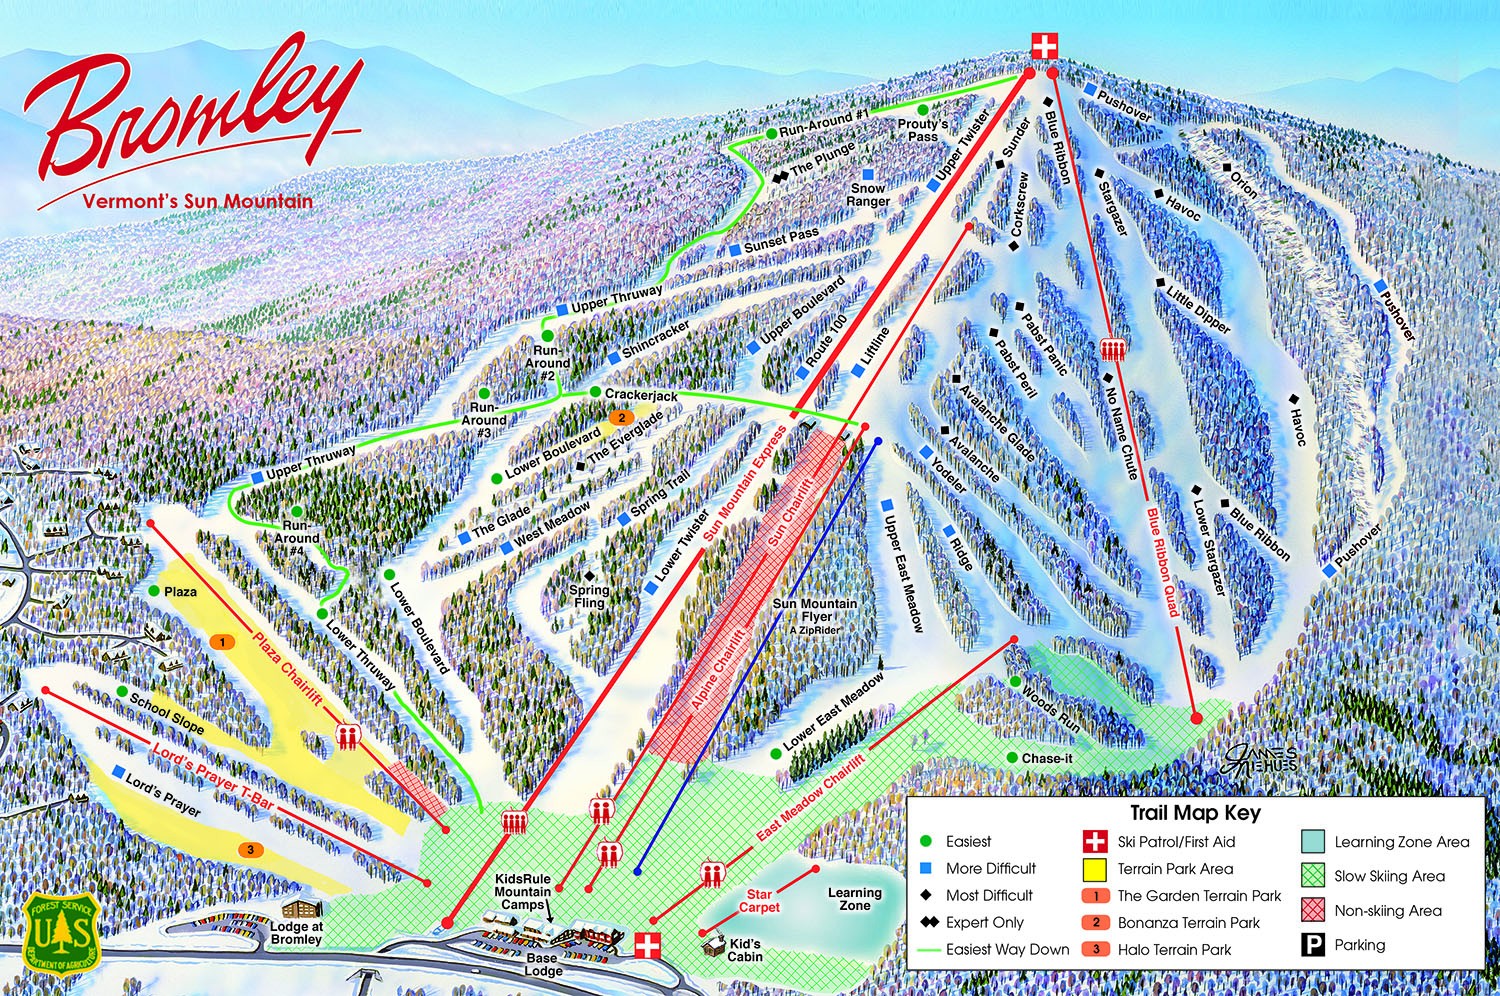 Bromley
Vermont's Sun Mountain
Pushover
Run-Around #1
Prouty's
Pass
Upper Twister
Sunder
Blue Ribbon
The Plunge
Snow
Ranger
Corkscrew
Stargazer
Havoc
Orion
Sunset Pass
Upper Thruway
Upper Boulevard
Little Dipper
Pushover
Run-
Around
#2
Shincracker
Route 100
Liftline
Pabst Panic
Pabst Peril
Crackerjack
Run-
Around
#3
2
Lower Boulevard
The Everglade
Avalanche Glade
No Name Chute
Havoc
Upper Thruway
Avalanche
Yodeler
Sun Mountain Express
Sun Chairlift
The Glade
West Meadow
Spring Trail
Lower Twister
Run-
Around
#4
Upper East Meadow
Ridge
Blue Ribbon Quad
Lower Stargazer
Blue Ribbon
Pushover
Plaza
Spring
Fling
Lower Boulevard
Sun Mountain
Flyer
A ZipRider
1
Plaza Chairlift
Lower Thruway
Alpine Chairlift
School Slope
Lower East Meadow
Woods Run
Lord's Prayer T-Bar
Chase-it
James Niehues
Lord's Prayer
East Meadow Chairlift
3
KidsRule
Mountain
Camps
Star
Carpet
Learning
Zone
Lodge at
Bromley
Base
Lodge
Kid's
Cabin
FOREST SERVICE
U S
DEPARTMENT OF AGRICULTURE
Trail Map Key
Easiest
More Difficult
Most Difficult
Expert Only
Easiest Way Down
Ski Patrol/First Aid
Terrain Park Area
1 The Garden Terrain Park
2 Bonanza Terrain Park
3 Halo Terrain Park
Learning Zone Area
Slow Skiing Area
Non-skiing Area
P Parking